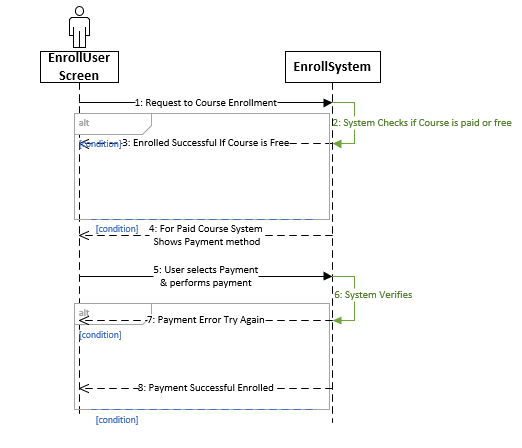 EnrollUser
Screen
EnrollSystem
1: Request to Course Enrollment
alt
2: System Checks if Course is paid or free
[condition]
3: Enrolled Successful If Course is Free
[condition]
4: For Paid Course System
Shows Payment method
5: User selects Payment
& performs payment
6: System Verifies
alt
7: Payment Error Try Again
[condition]
8: Payment Successful Enrolled
[condition]